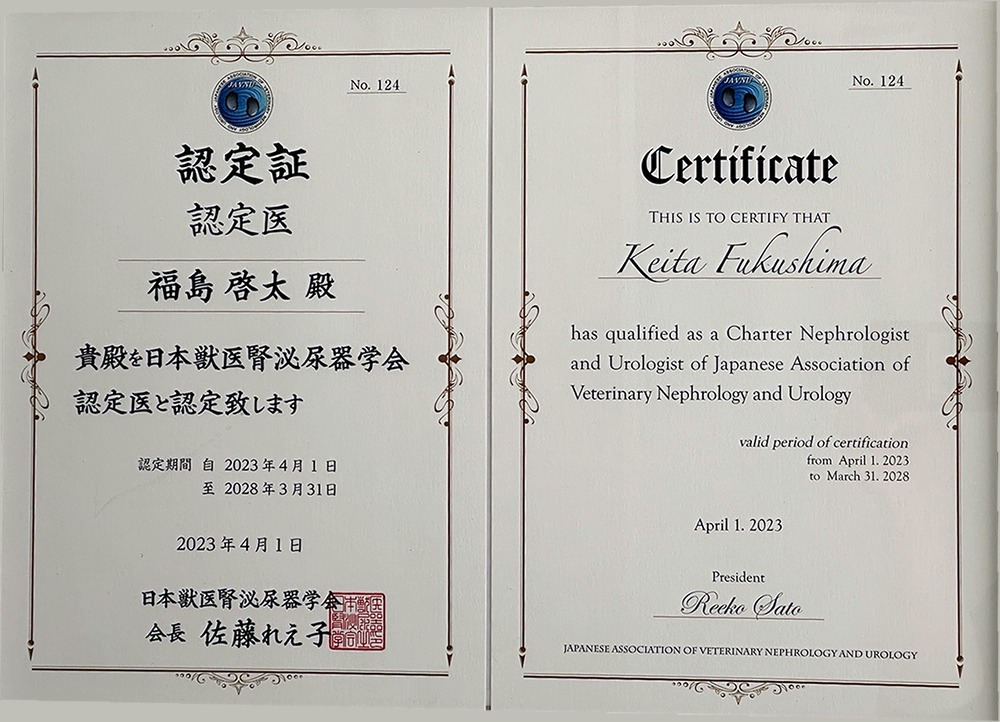 No. 124
JAVNU
認定証
認定医
福島 啓太 殿
貴殿を日本獣医腎泌尿器学会
認定医と認定致します
認定期間 自 2023年4月1日
至 2028年3月31日
2023年4月1日
日本獣医腎泌尿器学会
会長 佐藤れえ子
No. 124
JAVNU
Certificate
THIS IS TO CERTIFY THAT
Keita Fukushima
has qualified as a Charter Nephrologist
and Urologist of Japanese Association of
Veterinary Nephrology and Urology
valid period of certification
from April 1. 2023
to March 31. 2028
April 1. 2023
President
Reeko Sato
JAPANESE ASSOCIATION OF VETERINARY NEPHROLOGY AND UROLOGY